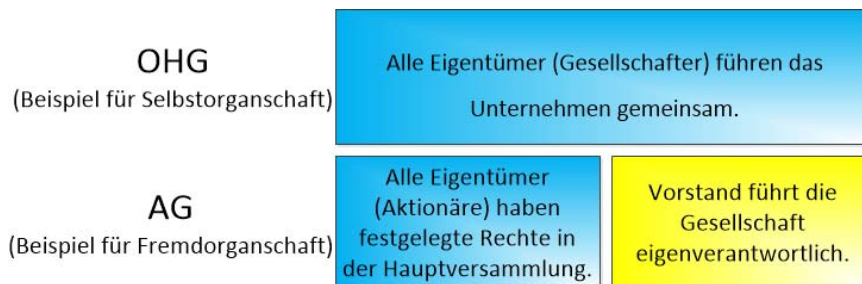 OHG
(Beispiel für Selbstorganschaft)
Alle Eigentümer (Gesellschafter) führen das
Unternehmen gemeinsam.
AG
(Beispiel für Fremdorganschaft)
Alle Eigentümer
(Aktionäre) haben
festgelegte Rechte in
der Hauptversammlung.
Vorstand führt die
Gesellschaft
eigenverantwortlich.